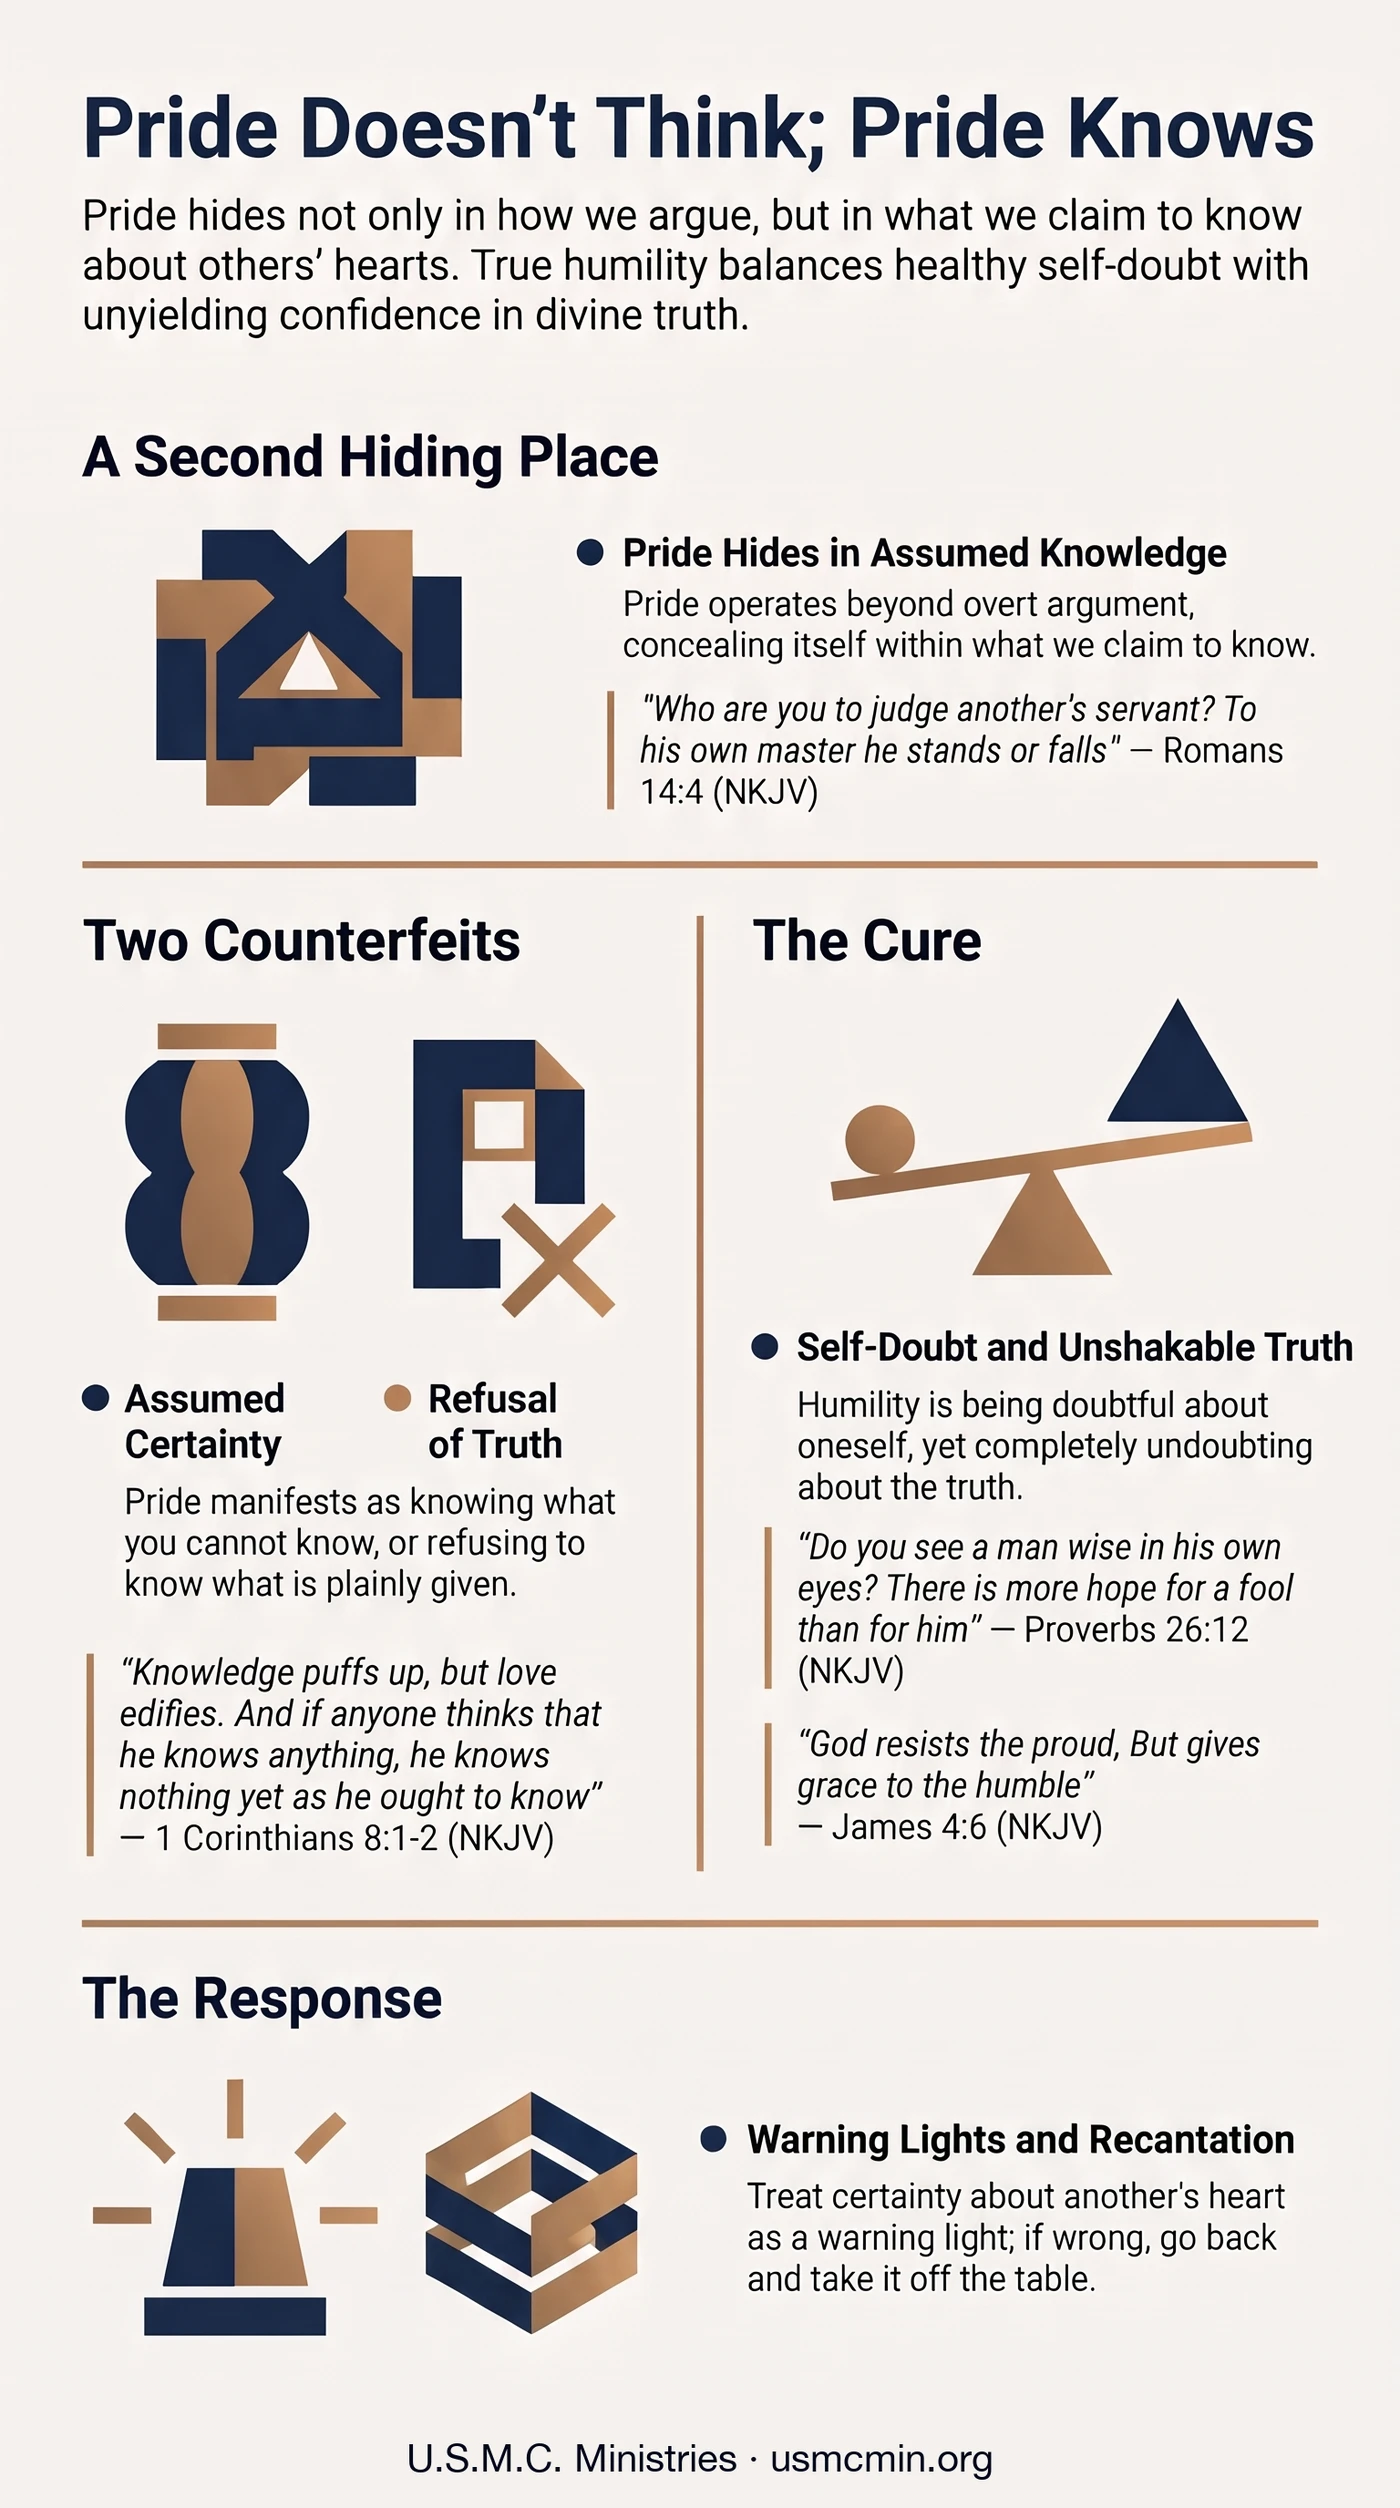 Pride Doesn’t Think; Pride Knows
Pride hides not only in how we argue, but in what we claim to know
about others’ hearts. True humility balances healthy self-doubt with
unyielding confidence in divine truth.
A Second Hiding Place
Pride Hides in Assumed Knowledge
Pride operates beyond overt argument,
concealing itself within what we claim to know.
"Who are you to judge another's servant? To
his own master he stands or falls" — Romans
14:4 (NKJV)
Two Counterfeits
Assumed
Certainty
Refusal
of Truth
Pride manifests as knowing what
you cannot know, or refusing to
know what is plainly given.
“Knowledge puffs up, but love
edifies. And if anyone thinks that
he knows anything, he knows
nothing yet as he ought to know”
— 1 Corinthians 8:1-2 (NKJV)
The Cure
Self-Doubt and Unshakable Truth
Humility is being doubtful about
oneself, yet completely undoubting
about the truth.
“Do you see a man wise in his own
eyes? There is more hope for a fool
than for him” — Proverbs 26:12
(NKJV)
“God resists the proud, But gives
grace to the humble”
— James 4:6 (NKJV)
The Response
Warning Lights and Recantation
Treat certainty about another's heart
as a warning light; if wrong, go back
and take it off the table.
U.S.M.C. Ministries · usmcmin.org